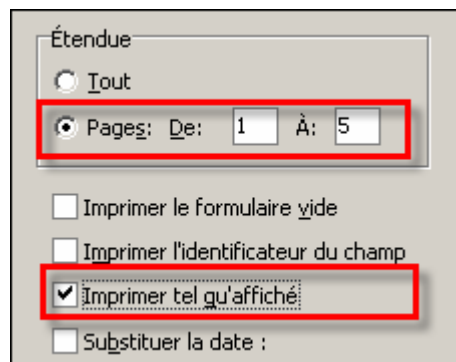 Étendue
Tout
Pages: De: 1 À: 5
Imprimer le formulaire vide
Imprimer l'identificateur du champ
Imprimer tel qu'affiché
Substituer la date :